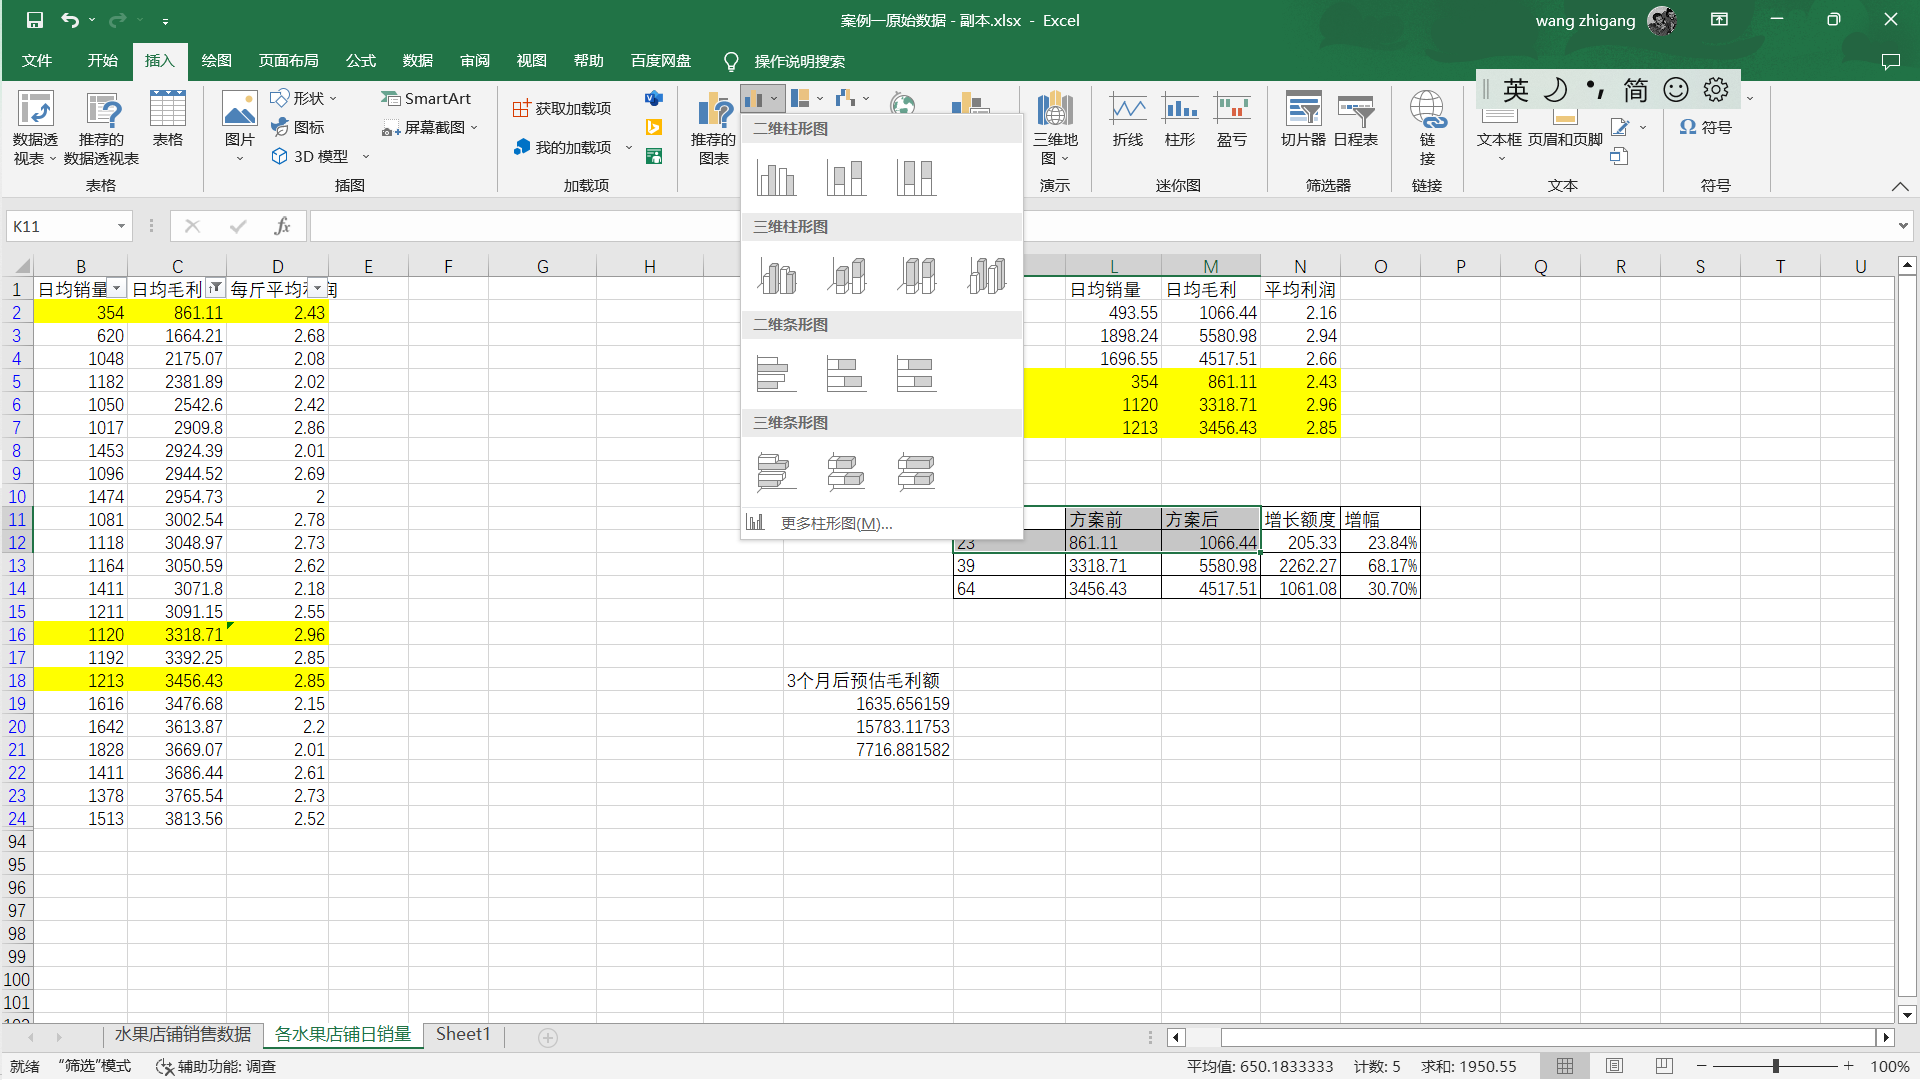 案例一原始数据 - 副本.xlsx - Excel
wang zhigang
文件 开始 插入 绘图 页面布局 公式 数据 审阅 视图 帮助 百度网盘 操作说明搜索
英 简
数据透视表
推荐的数据透视表
表格
表格
图片
形状
图标
3D 模型
SmartArt
屏幕截图
插图
获取加载项
我的加载项
加载项
推荐的图表
三维地图
演示
折线
柱形
盈亏
迷你图
切片器
日程表
筛选器
链接
链接
文本框
页眉和页脚
文本
Ω 符号
符号
二维柱形图
三维柱形图
二维条形图
三维条形图
更多柱形图(M)...
K11
fx
B C D E F G H L M N O P Q R S T U
1 日均销量 日均毛利 每斤平均利润 日均销量 日均毛利 平均利润
2 354 861.11 2.43 493.55 1066.44 2.16
3 620 1664.21 2.68 1898.24 5580.98 2.94
4 1048 2175.07 2.08 1696.55 4517.51 2.66
5 1182 2381.89 2.02 354 861.11 2.43
6 1050 2542.6 2.42 1120 3318.71 2.96
7 1017 2909.8 2.86 1213 3456.43 2.85
8 1453 2924.39 2.01
9 1096 2944.52 2.69
10 1474 2954.73 2
11 1081 3002.54 2.78 方案前 方案后 增长额度 增幅
12 1118 3048.97 2.73 23 861.11 1066.44 205.33 23.84%
13 1164 3050.59 2.62 39 3318.71 5580.98 2262.27 68.17%
14 1411 3071.8 2.18 64 3456.43 4517.51 1061.08 30.70%
15 1211 3091.15 2.55
16 1120 3318.71 2.96
17 1192 3392.25 2.85
18 1213 3456.43 2.85 3个月后预估毛利额
19 1616 3476.68 2.15 1635.656159
20 1642 3613.87 2.2 15783.11753
21 1828 3669.07 2.01 7716.881582
22 1411 3686.44 2.61
23 1378 3765.54 2.73
24 1513 3813.56 2.52
94
95
96
97
98
99
100
101
水果店铺销售数据 各水果店铺日销量 Sheet1
就绪 “筛选”模式 辅助功能: 调查 平均值: 650.1833333 计数: 5 求和: 1950.55 100%